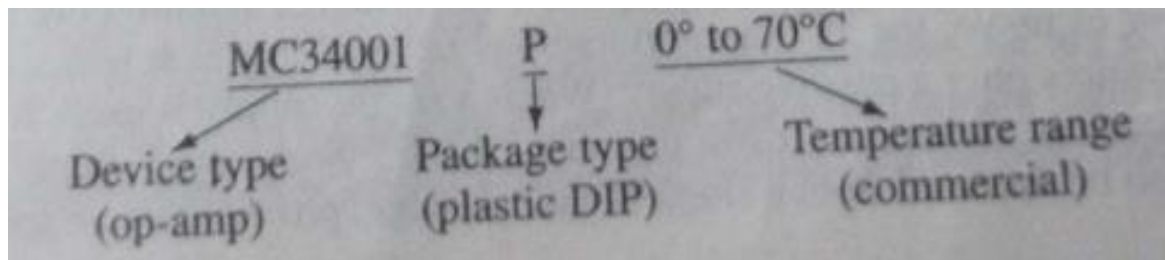 MC34001 P 0° to 70°C
Device type Package type Temperature range
(op-amp) (plastic DIP) (commercial)